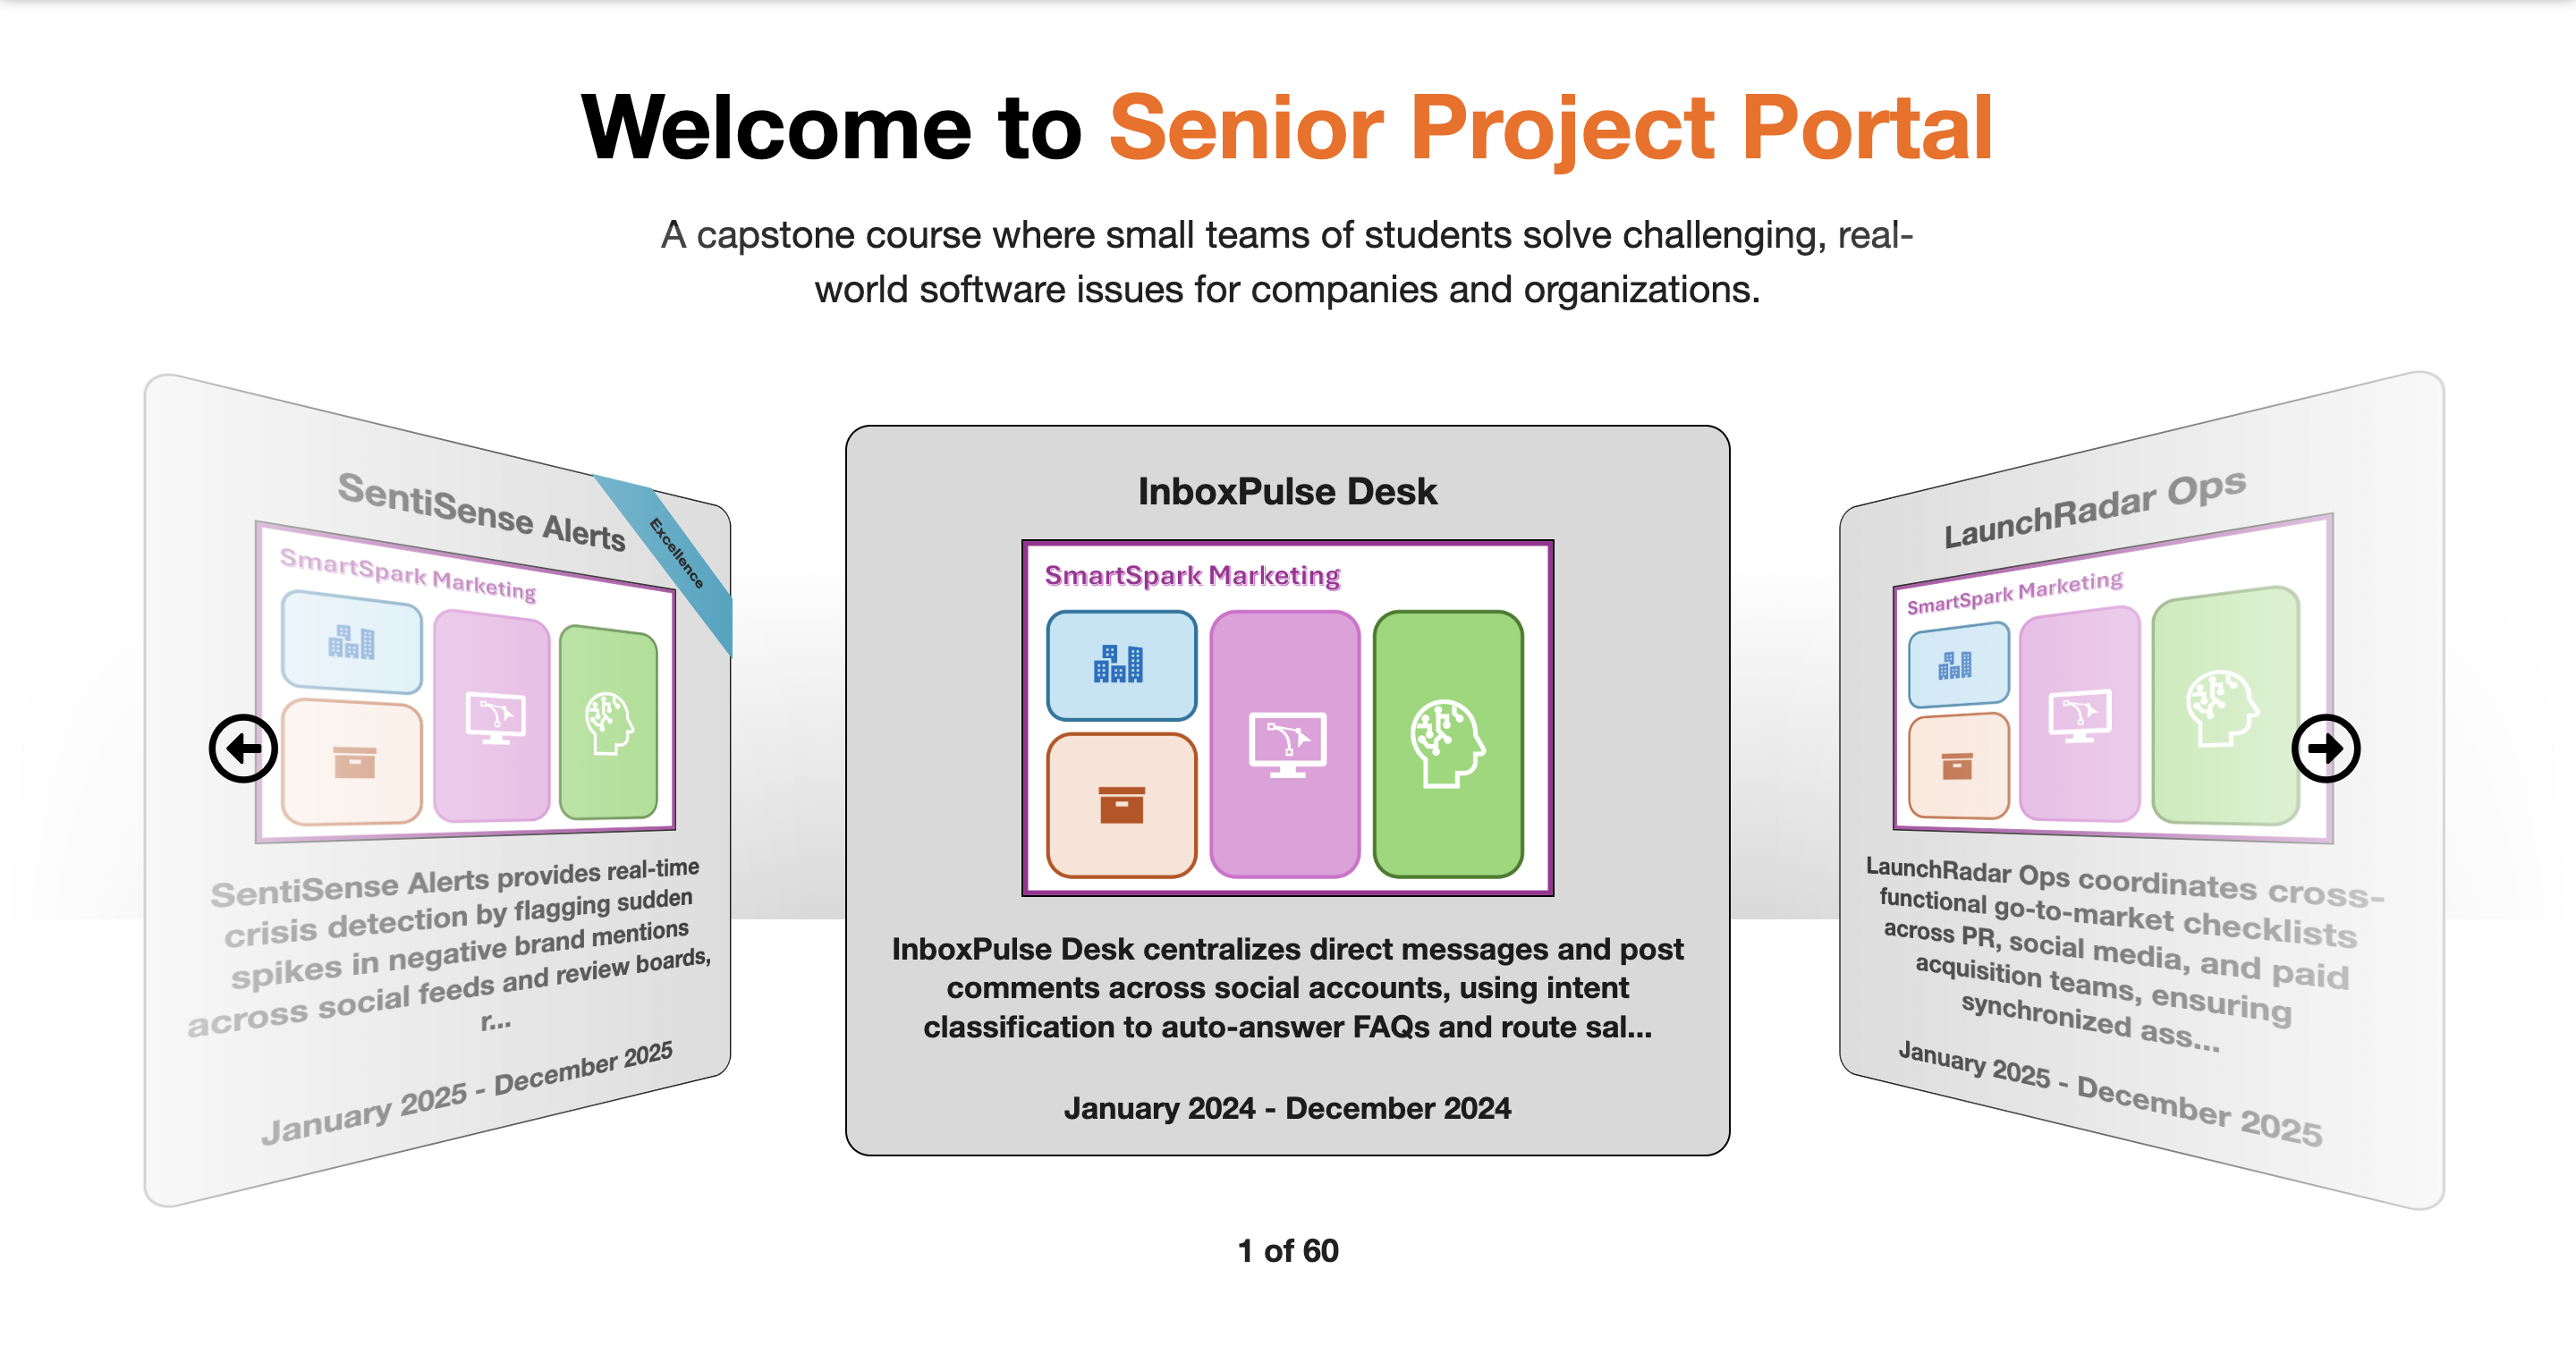 Welcome to Senior Project Portal
A capstone course where small teams of students solve challenging, real-
world software issues for companies and organizations.
SentiSense Alerts
Excellence
SmartSpark Marketing
SentiSense Alerts provides real-time
crisis detection by flagging sudden
spikes in negative brand mentions
across social feeds and review boards,
r...
January 2025 - December 2025
InboxPulse Desk
SmartSpark Marketing
InboxPulse Desk centralizes direct messages and post
comments across social accounts, using intent
classification to auto-answer FAQs and route sal...
January 2024 - December 2024
LaunchRadar Ops
SmartSpark Marketing
LaunchRadar Ops coordinates cross-
functional go-to-market checklists
across PR, social media, and paid
acquisition teams, ensuring
synchronized ass...
January 2025 - December 2025
1 of 60